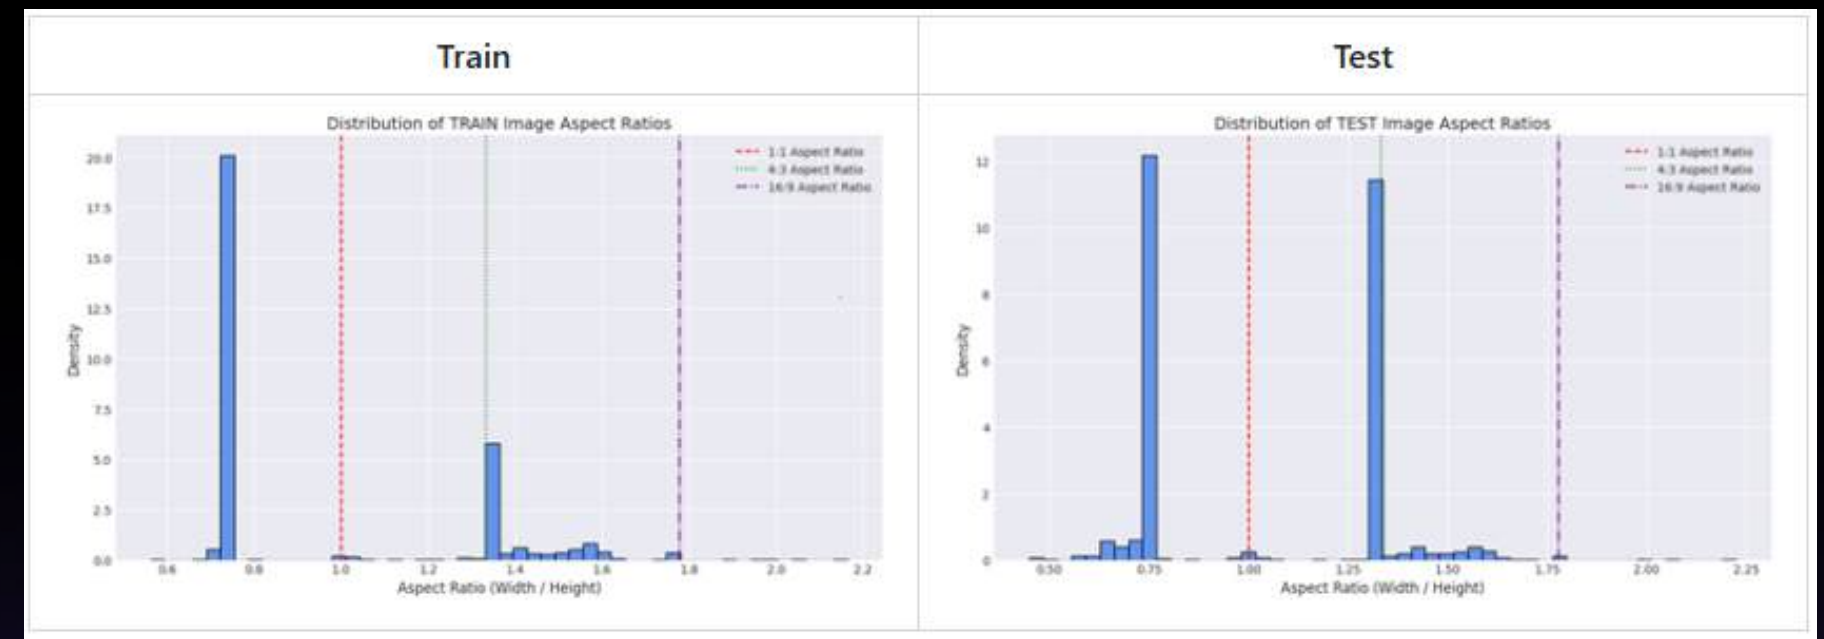 Train
Test
Distribution of TRAIN Image Aspect Ratios
1:1 Aspect Ratio
4:3 Aspect Ratio
16:9 Aspect Ratio
Density
20.0
17.5
15.0
12.5
10.0
7.5
5.0
2.5
0.0
0.6 0.8 1.0 1.2 1.4 1.6 1.8 2.0 2.2
Aspect Ratio (Width / Height)
Distribution of TEST Image Aspect Ratios
1:1 Aspect Ratio
4:3 Aspect Ratio
16:9 Aspect Ratio
Density
12
10
8
6
4
2
0
0.50 0.75 1.00 1.25 1.50 1.75 2.00 2.25
Aspect Ratio (Width / Height)